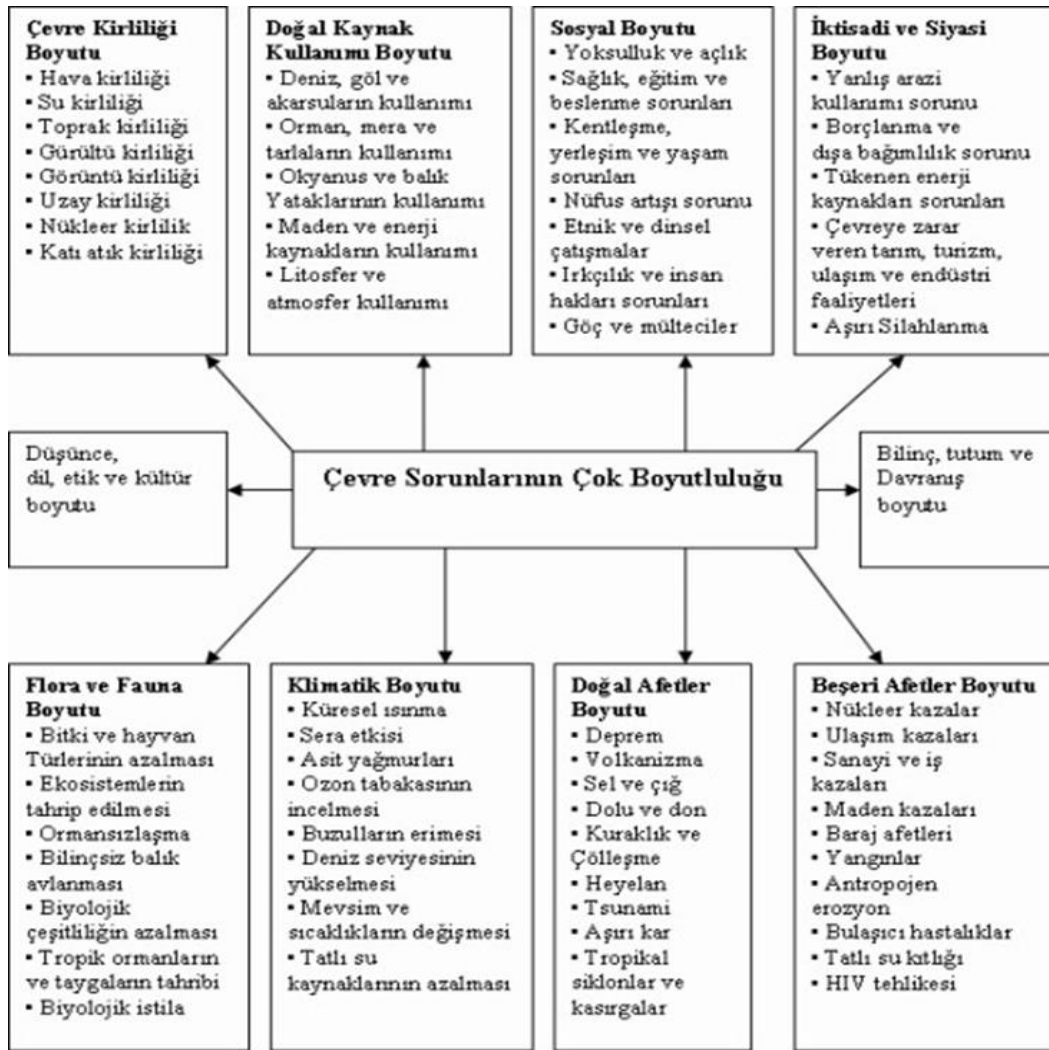 Çevre Kirliliği
Boyutu
▪ Hava kirliliği
▪ Su kirliliği
▪ Toprak kirliliği
▪ Gürültü kirliliği
▪ Görüntü kirliliği
▪ Uzay kirliliği
▪ Nükleer kirlilik
▪ Katı atık kirliliği
Doğal Kaynak
Kullanımı Boyutu
▪ Deniz, göl ve
akarsuların kullanımı
▪ Orman, mera ve
tarlaların kullanımı
▪ Okyanus ve balık
Yataklarının kullanımı
▪ Maden ve enerji
kaynakların kullanımı
▪ Litosfer ve
atmosfer kullanımı
Sosyal Boyutu
▪ Yoksulluk ve açlık
▪ Sağlık, eğitim ve
beslenme sorunları
▪ Kentleşme,
yerleşim ve yaşam
sorunları
▪ Nüfus artışı sorunu
▪ Etnik ve dinsel
çatışmalar
▪ Irkçılık ve insan
hakları sorunları
▪ Göç ve mülteciler
İktisadi ve Siyasi
Boyutu
▪ Yanlış arazi
kullanımı sorunu
▪ Borçlanma ve
dışa bağımlılık sorunu
▪ Tükenen enerji
kaynakları sorunları
▪ Çevreye zarar
veren tarım, turizm,
ulaşım ve endüstri
faaliyetleri
▪ Aşırı Silahlanma
Düşünce,
dil, etik ve kültür
boyutu
Çevre Sorunlarının Çok Boyutluluğu
Bilinç, tutum ve
Davranış
boyutu
Flora ve Fauna
Boyutu
▪ Bitki ve hayvan
Türlerinin azalması
▪ Ekosistemlerin
tahrip edilmesi
▪ Ormansızlaşma
▪ Bilinçsiz balık
avlanması
▪ Biyolojik
çeşitliliğin azalması
▪ Tropik ormanların
ve taygaların tahribi
▪ Biyolojik istila
Klimatik Boyutu
▪ Küresel ısınma
▪ Sera etkisi
▪ Asit yağmurları
▪ Ozon tabakasının
incelmesi
▪ Buzulların erimesi
▪ Deniz seviyesinin
yükselmesi
▪ Mevsim ve
sıcaklıkların değişmesi
▪ Tatlı su
kaynaklarının azalması
Doğal Afetler
Boyutu
▪ Deprem
▪ Volkanizma
▪ Sel ve çığ
▪ Dolu ve don
▪ Kuraklık ve
Çölleşme
▪ Heyelan
▪ Tsunami
▪ Aşırı kar
▪ Tropikal
siklonlar ve
kasırgalar
Beşeri Afetler Boyutu
▪ Nükleer kazalar
▪ Ulaşım kazaları
▪ Sanayi ve iş
kazaları
▪ Maden kazaları
▪ Baraj afetleri
▪ Yangınlar
▪ Antropojen
erozyon
▪ Bulaşıcı hastalıklar
▪ Tatlı su kıtlığı
▪ HIV tehlikesi